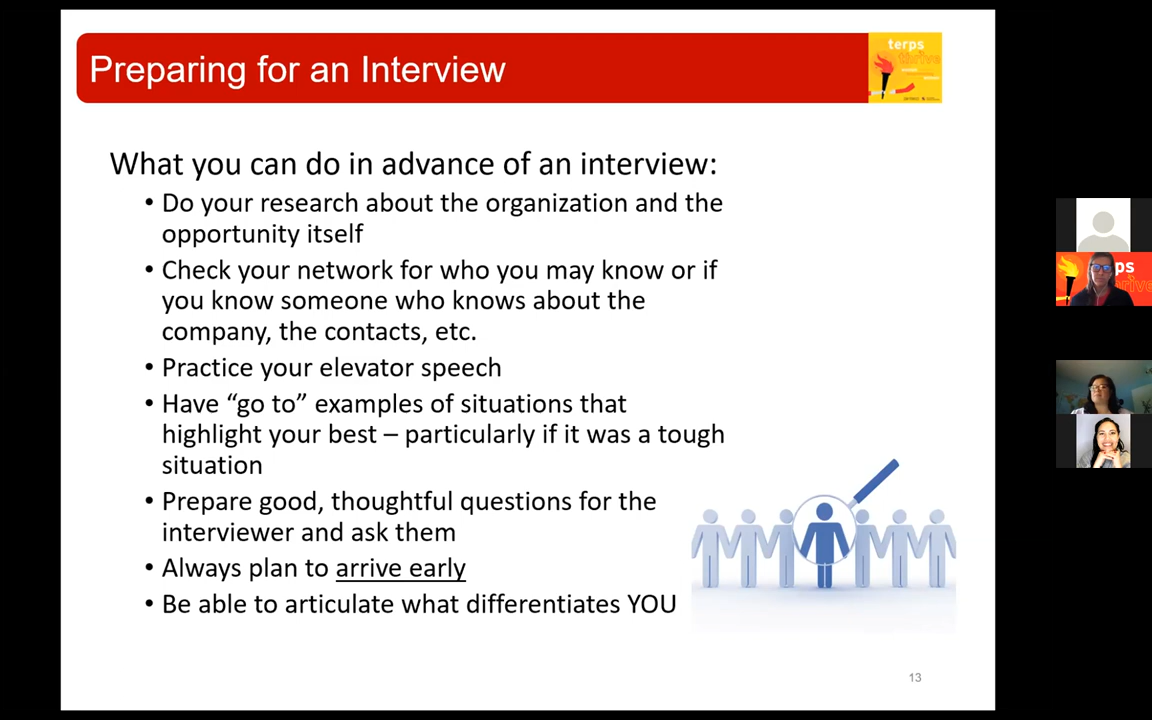 Preparing for an Interview
terps
thrive
What you can do in advance of an interview:
• Do your research about the organization and the
opportunity itself
• Check your network for who you may know or if
you know someone who knows about the
company, the contacts, etc.
• Practice your elevator speech
• Have “go to” examples of situations that
highlight your best – particularly if it was a tough
situation
• Prepare good, thoughtful questions for the
interviewer and ask them
• Always plan to arrive early
• Be able to articulate what differentiates YOU
13
ps